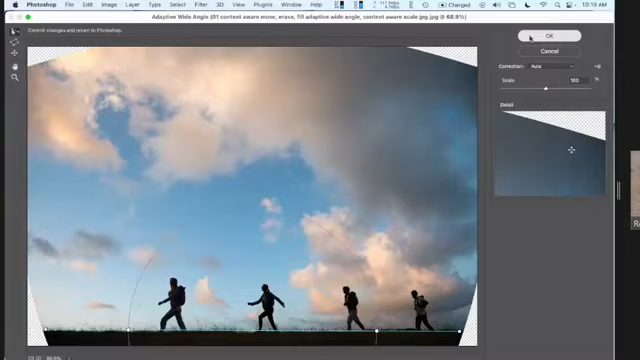 Photoshop File Edit Image Layer Type Select Filter 3D View Plugins Window Help Charged 10:19 AM
Adaptive Wide Angle (01 content aware move, erase, fill adaptive wide angle, content aware scale jpg.jpg @ 68.9%)
Commit changes and return to Photoshop.
OK
Cancel
Correction: Auto
Scale 100 %
Detail